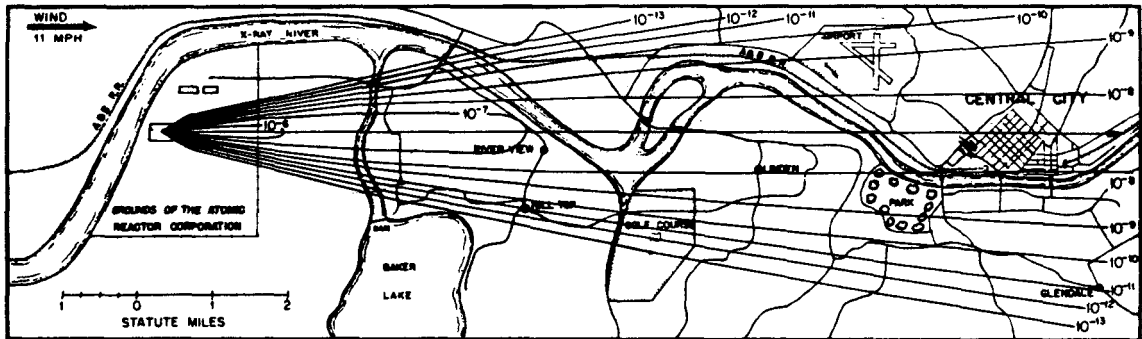 WIND
11 MPH
X-RAY RIVER
A & B R.R.
10⁻¹³
10⁻¹²
10⁻¹¹
10⁻¹⁰
10⁻⁹
A & B R.R.
AIRPORT
10⁻⁸
CENTRAL CITY
10⁻⁷
10⁻⁶
RIVER VIEW
LINDEN
10⁻⁸
HILL TOP
PARK
GROUNDS OF THE ATOMIC
REACTOR CORPORATION
GOLF COURSE
10⁻⁹
DAM
BAKER
LAKE
10⁻¹⁰
10⁻¹¹
GLENDALE
10⁻¹²
10⁻¹³
1 0 1 2
STATUTE MILES